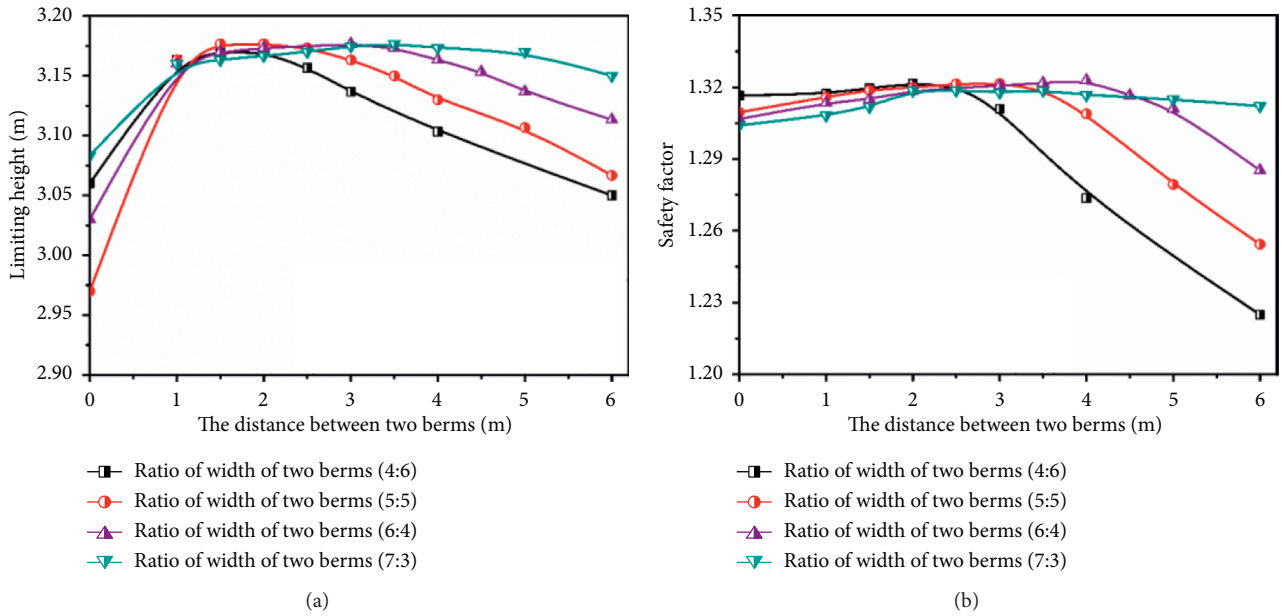 3.20
3.15
3.10
3.05
3.00
2.95
2.90
Limiting height (m)
0 1 2 3 4 5 6
The distance between two berms (m)
Ratio of width of two berms (4:6)
Ratio of width of two berms (5:5)
Ratio of width of two berms (6:4)
Ratio of width of two berms (7:3)
(a)
1.35
1.32
1.29
1.26
1.23
1.20
Safety factor
0 1 2 3 4 5 6
The distance between two berms (m)
Ratio of width of two berms (4:6)
Ratio of width of two berms (5:5)
Ratio of width of two berms (6:4)
Ratio of width of two berms (7:3)
(b)